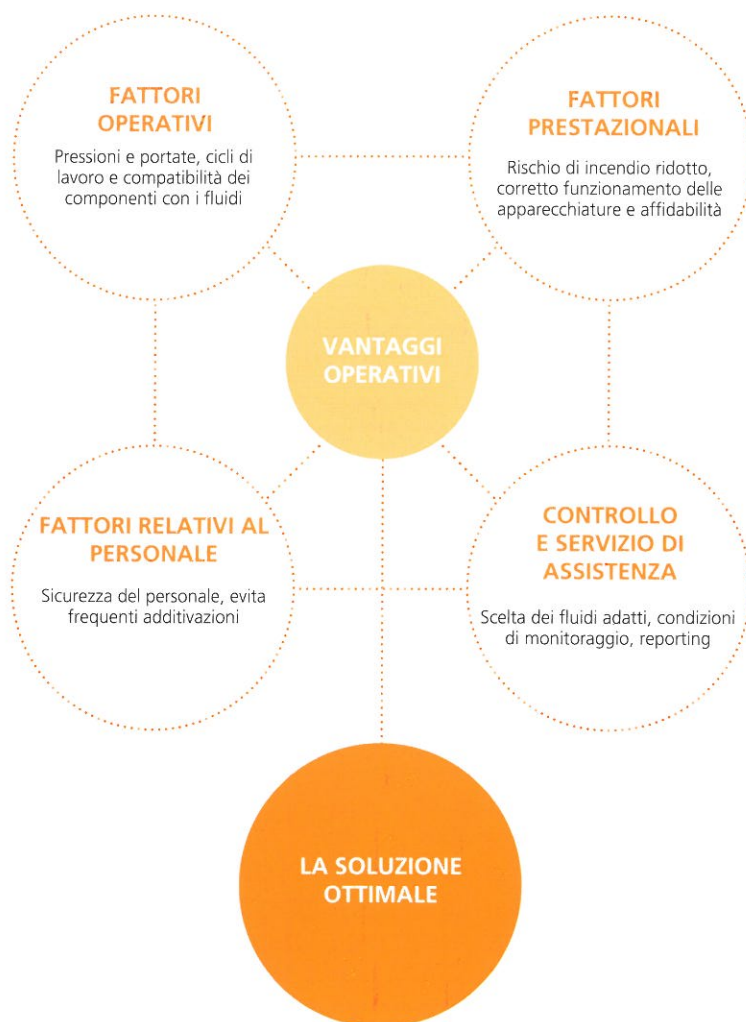 FATTORI
OPERATIVI
Pressioni e portate, cicli di
lavoro e compatibilità dei
componenti con i fluidi
FATTORI
PRESTAZIONALI
Rischio di incendio ridotto,
corretto funzionamento delle
apparecchiature e affidabilità
VANTAGGI
OPERATIVI
FATTORI RELATIVI AL
PERSONALE
Sicurezza del personale, evita
frequenti additivazioni
CONTROLLO
E SERVIZIO DI
ASSISTENZA
Scelta dei fluidi adatti, condizioni
di monitoraggio, reporting
LA SOLUZIONE
OTTIMALE